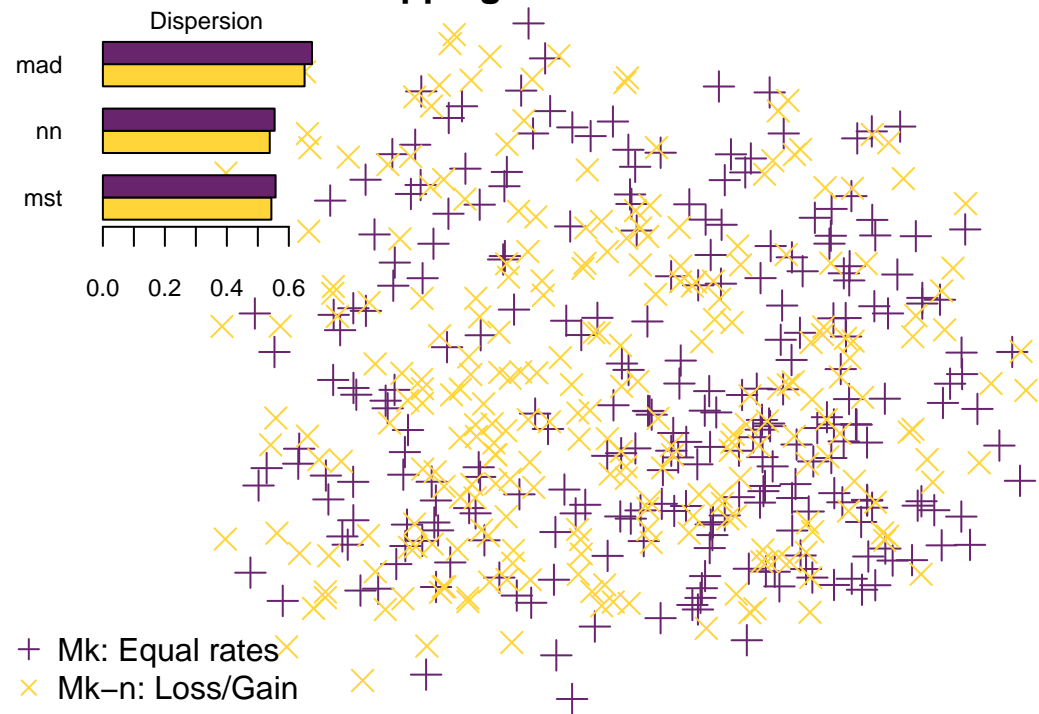 Dispersion
mad
nn
mst
0.0 0.2 0.4 0.6
Mk: Equal rates
Mk−n: Loss/Gain